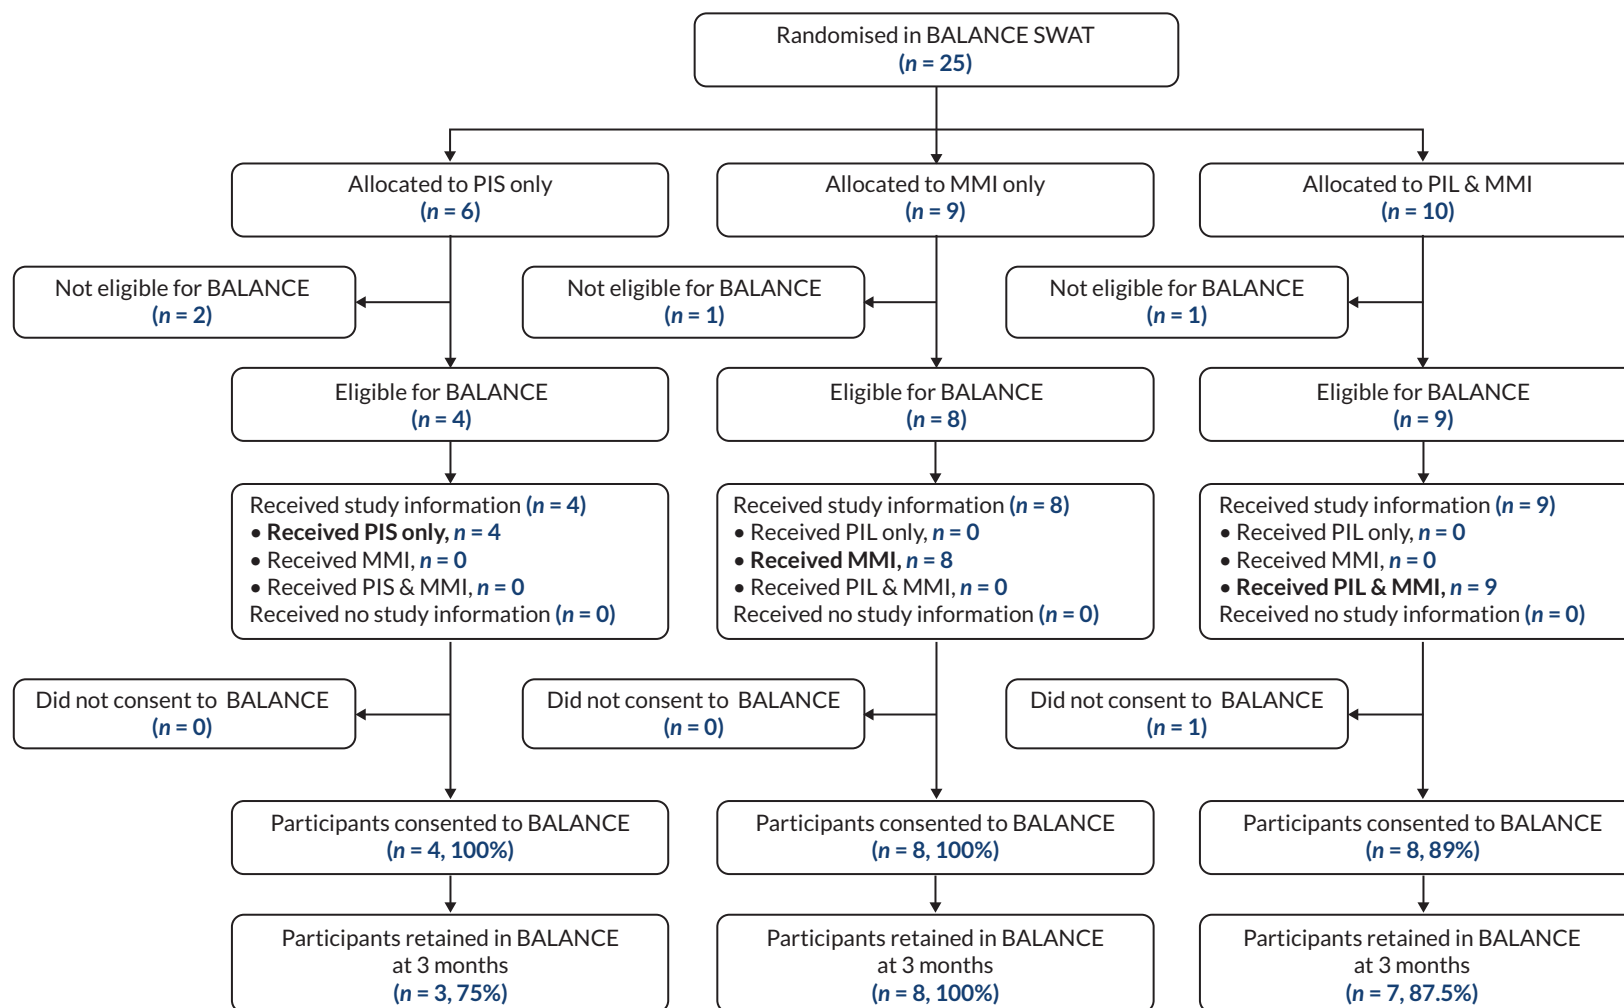 Randomised in BALANCE SWAT
(n = 25)
Allocated to PIS only
(n = 6)
Allocated to MMI only
(n = 9)
Allocated to PIL & MMI
(n = 10)
Not eligible for BALANCE
(n = 2)
Not eligible for BALANCE
(n = 1)
Not eligible for BALANCE
(n = 1)
Eligible for BALANCE
(n = 4)
Eligible for BALANCE
(n = 8)
Eligible for BALANCE
(n = 9)
Received study information (n = 4)
• Received PIS only, n = 4
• Received MMI, n = 0
• Received PIS & MMI, n = 0
Received no study information (n = 0)
Received study information (n = 8)
• Received PIL only, n = 0
• Received MMI, n = 8
• Received PIL & MMI, n = 0
Received no study information (n = 0)
Received study information (n = 9)
• Received PIL only, n = 0
• Received MMI, n = 0
• Received PIL & MMI, n = 9
Received no study information (n = 0)
Did not consent to BALANCE
(n = 0)
Did not consent to BALANCE
(n = 0)
Did not consent to BALANCE
(n = 1)
Participants consented to BALANCE
(n = 4, 100%)
Participants consented to BALANCE
(n = 8, 100%)
Participants consented to BALANCE
(n = 8, 89%)
Participants retained in BALANCE
at 3 months
(n = 3, 75%)
Participants retained in BALANCE
at 3 months
(n = 8, 100%)
Participants retained in BALANCE
at 3 months
(n = 7, 87.5%)